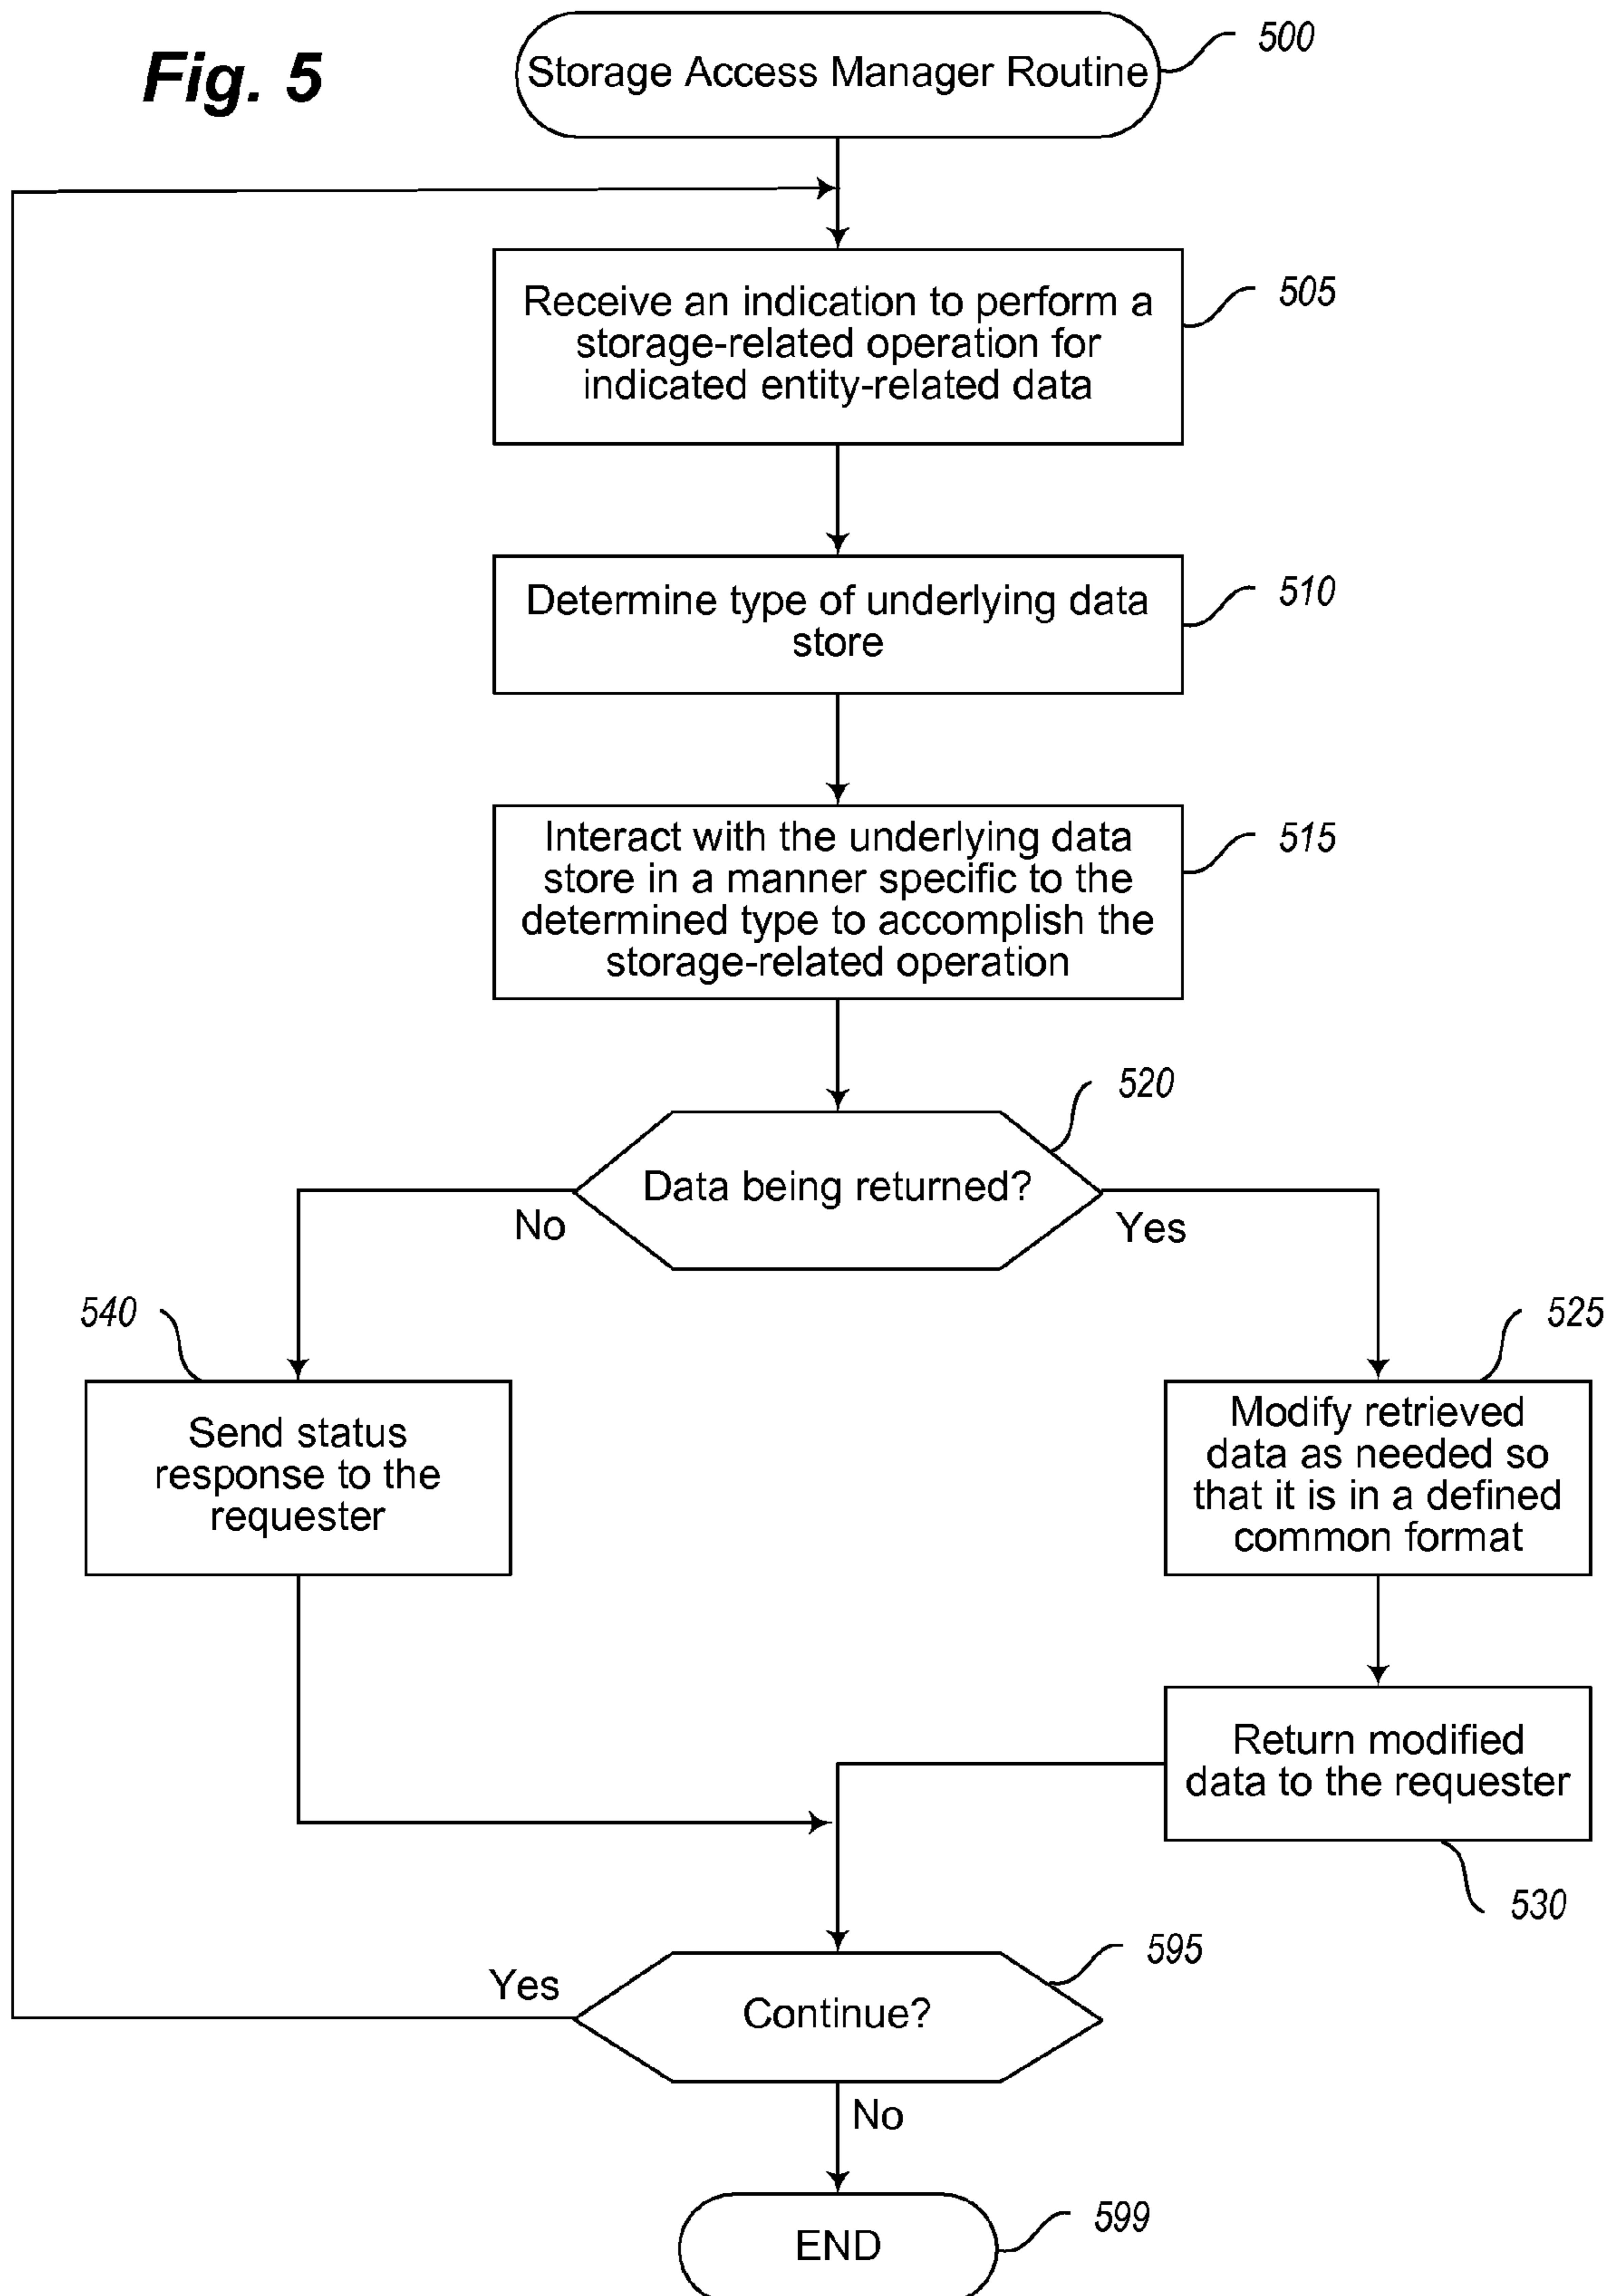 Fig. 5
Storage Access Manager Routine
500
Receive an indication to perform a
storage-related operation for
indicated entity-related data
505
Determine type of underlying data
store
510
Interact with the underlying data
store in a manner specific to the
determined type to accomplish the
storage-related operation
515
520
Data being returned?
No
Yes
540
525
Send status
response to the
requester
Modify retrieved
data as needed so
that it is in a defined
common format
Return modified
data to the requester
530
595
Yes
Continue?
No
END
599